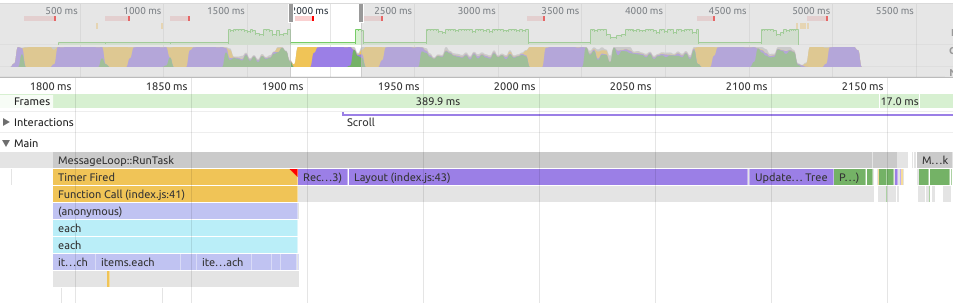 500 ms 1000 ms 1500 ms 2000 ms 2500 ms 3000 ms 3500 ms 4000 ms 4500 ms 5000 ms 5500 ms
1800 ms 1850 ms 1900 ms 1950 ms 2000 ms 2050 ms 2100 ms 2150 ms
Frames 389.9 ms 17.0 ms
Interactions Scroll
Main
MessageLoop::RunTask M...k
Timer Fired Rec...3) Layout (index.js:43) Update... Tree P...)
Function Call (index.js:41)
(anonymous)
each
each
it...ch items.each ite...ach